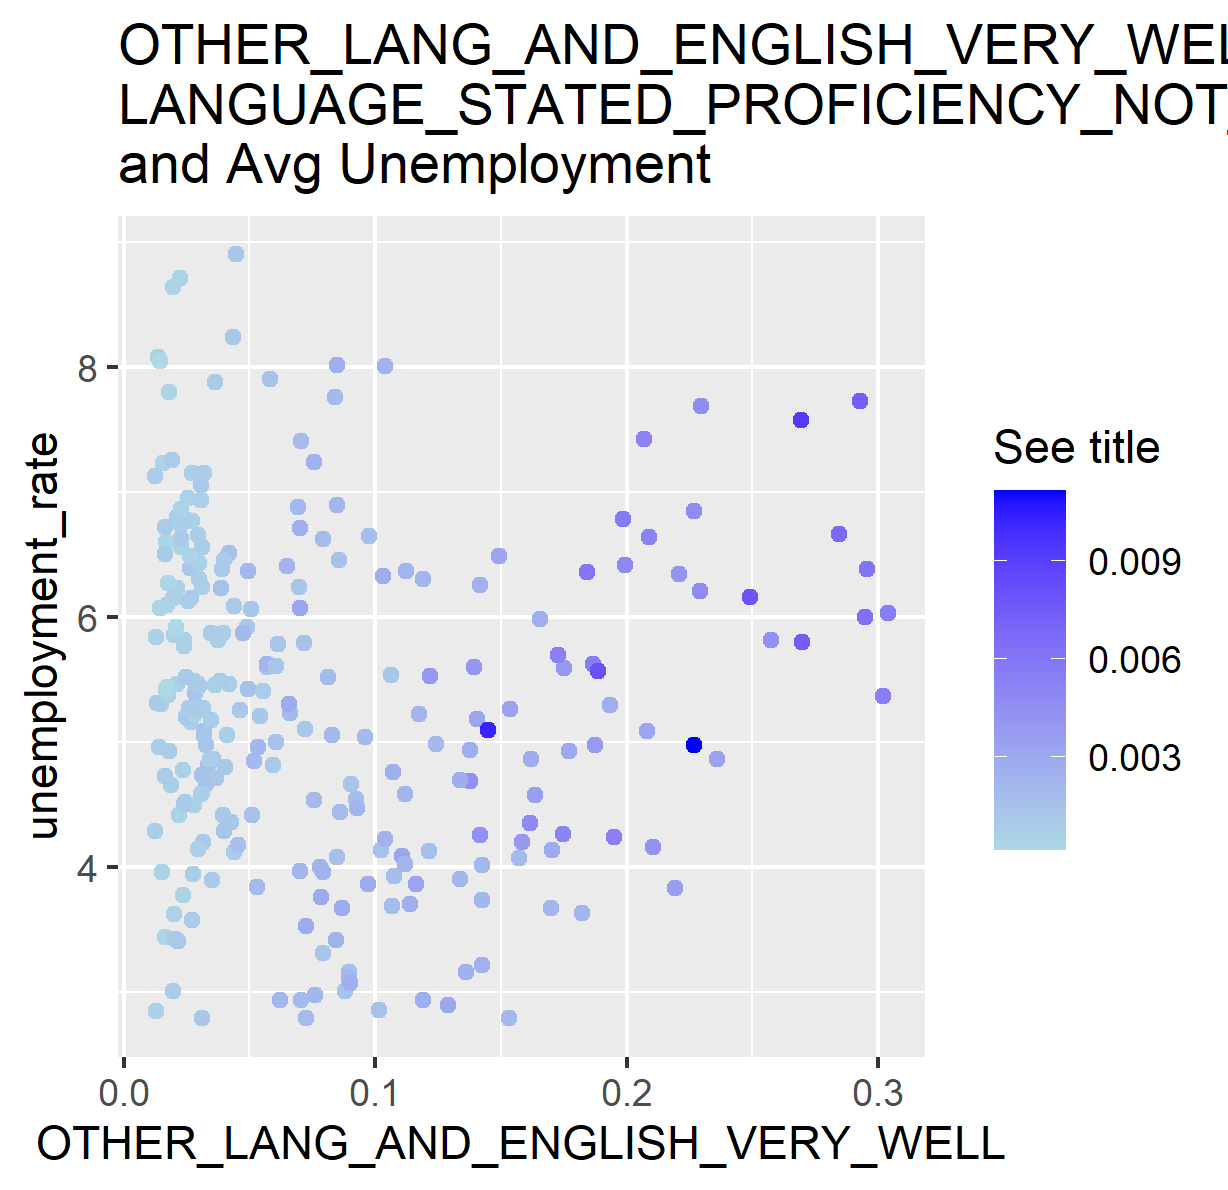 OTHER_LANG_AND_ENGLISH_VERY_WEL
LANGUAGE_STATED_PROFICIENCY_NOT_
and Avg Unemployment
unemployment_rate
8
6
4
0.0 0.1 0.2 0.3
OTHER_LANG_AND_ENGLISH_VERY_WELL
See title
0.009
0.006
0.003